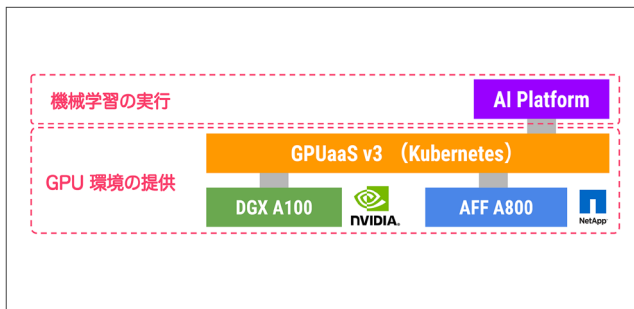 機械学習の実行
AI Platform
GPUaaS v3 （Kubernetes）
GPU 環境の提供
DGX A100
NVIDIA.
AFF A800
NetApp